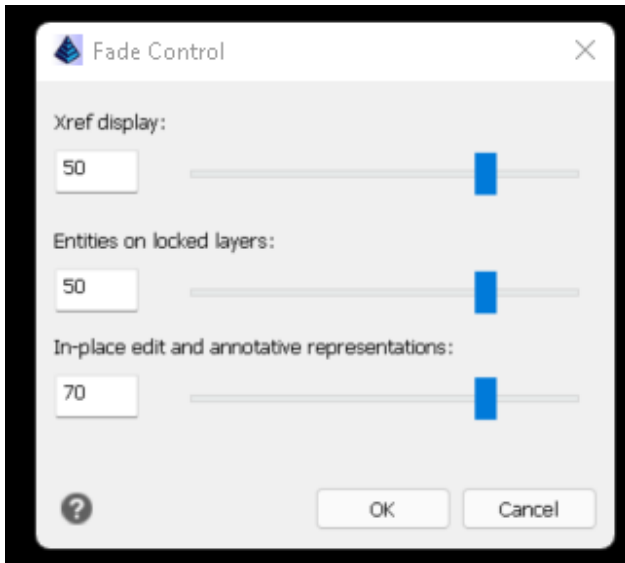 Fade Control
Xref display:
50
Entities on locked layers:
50
In-place edit and annotative representations:
70
?
OK Cancel